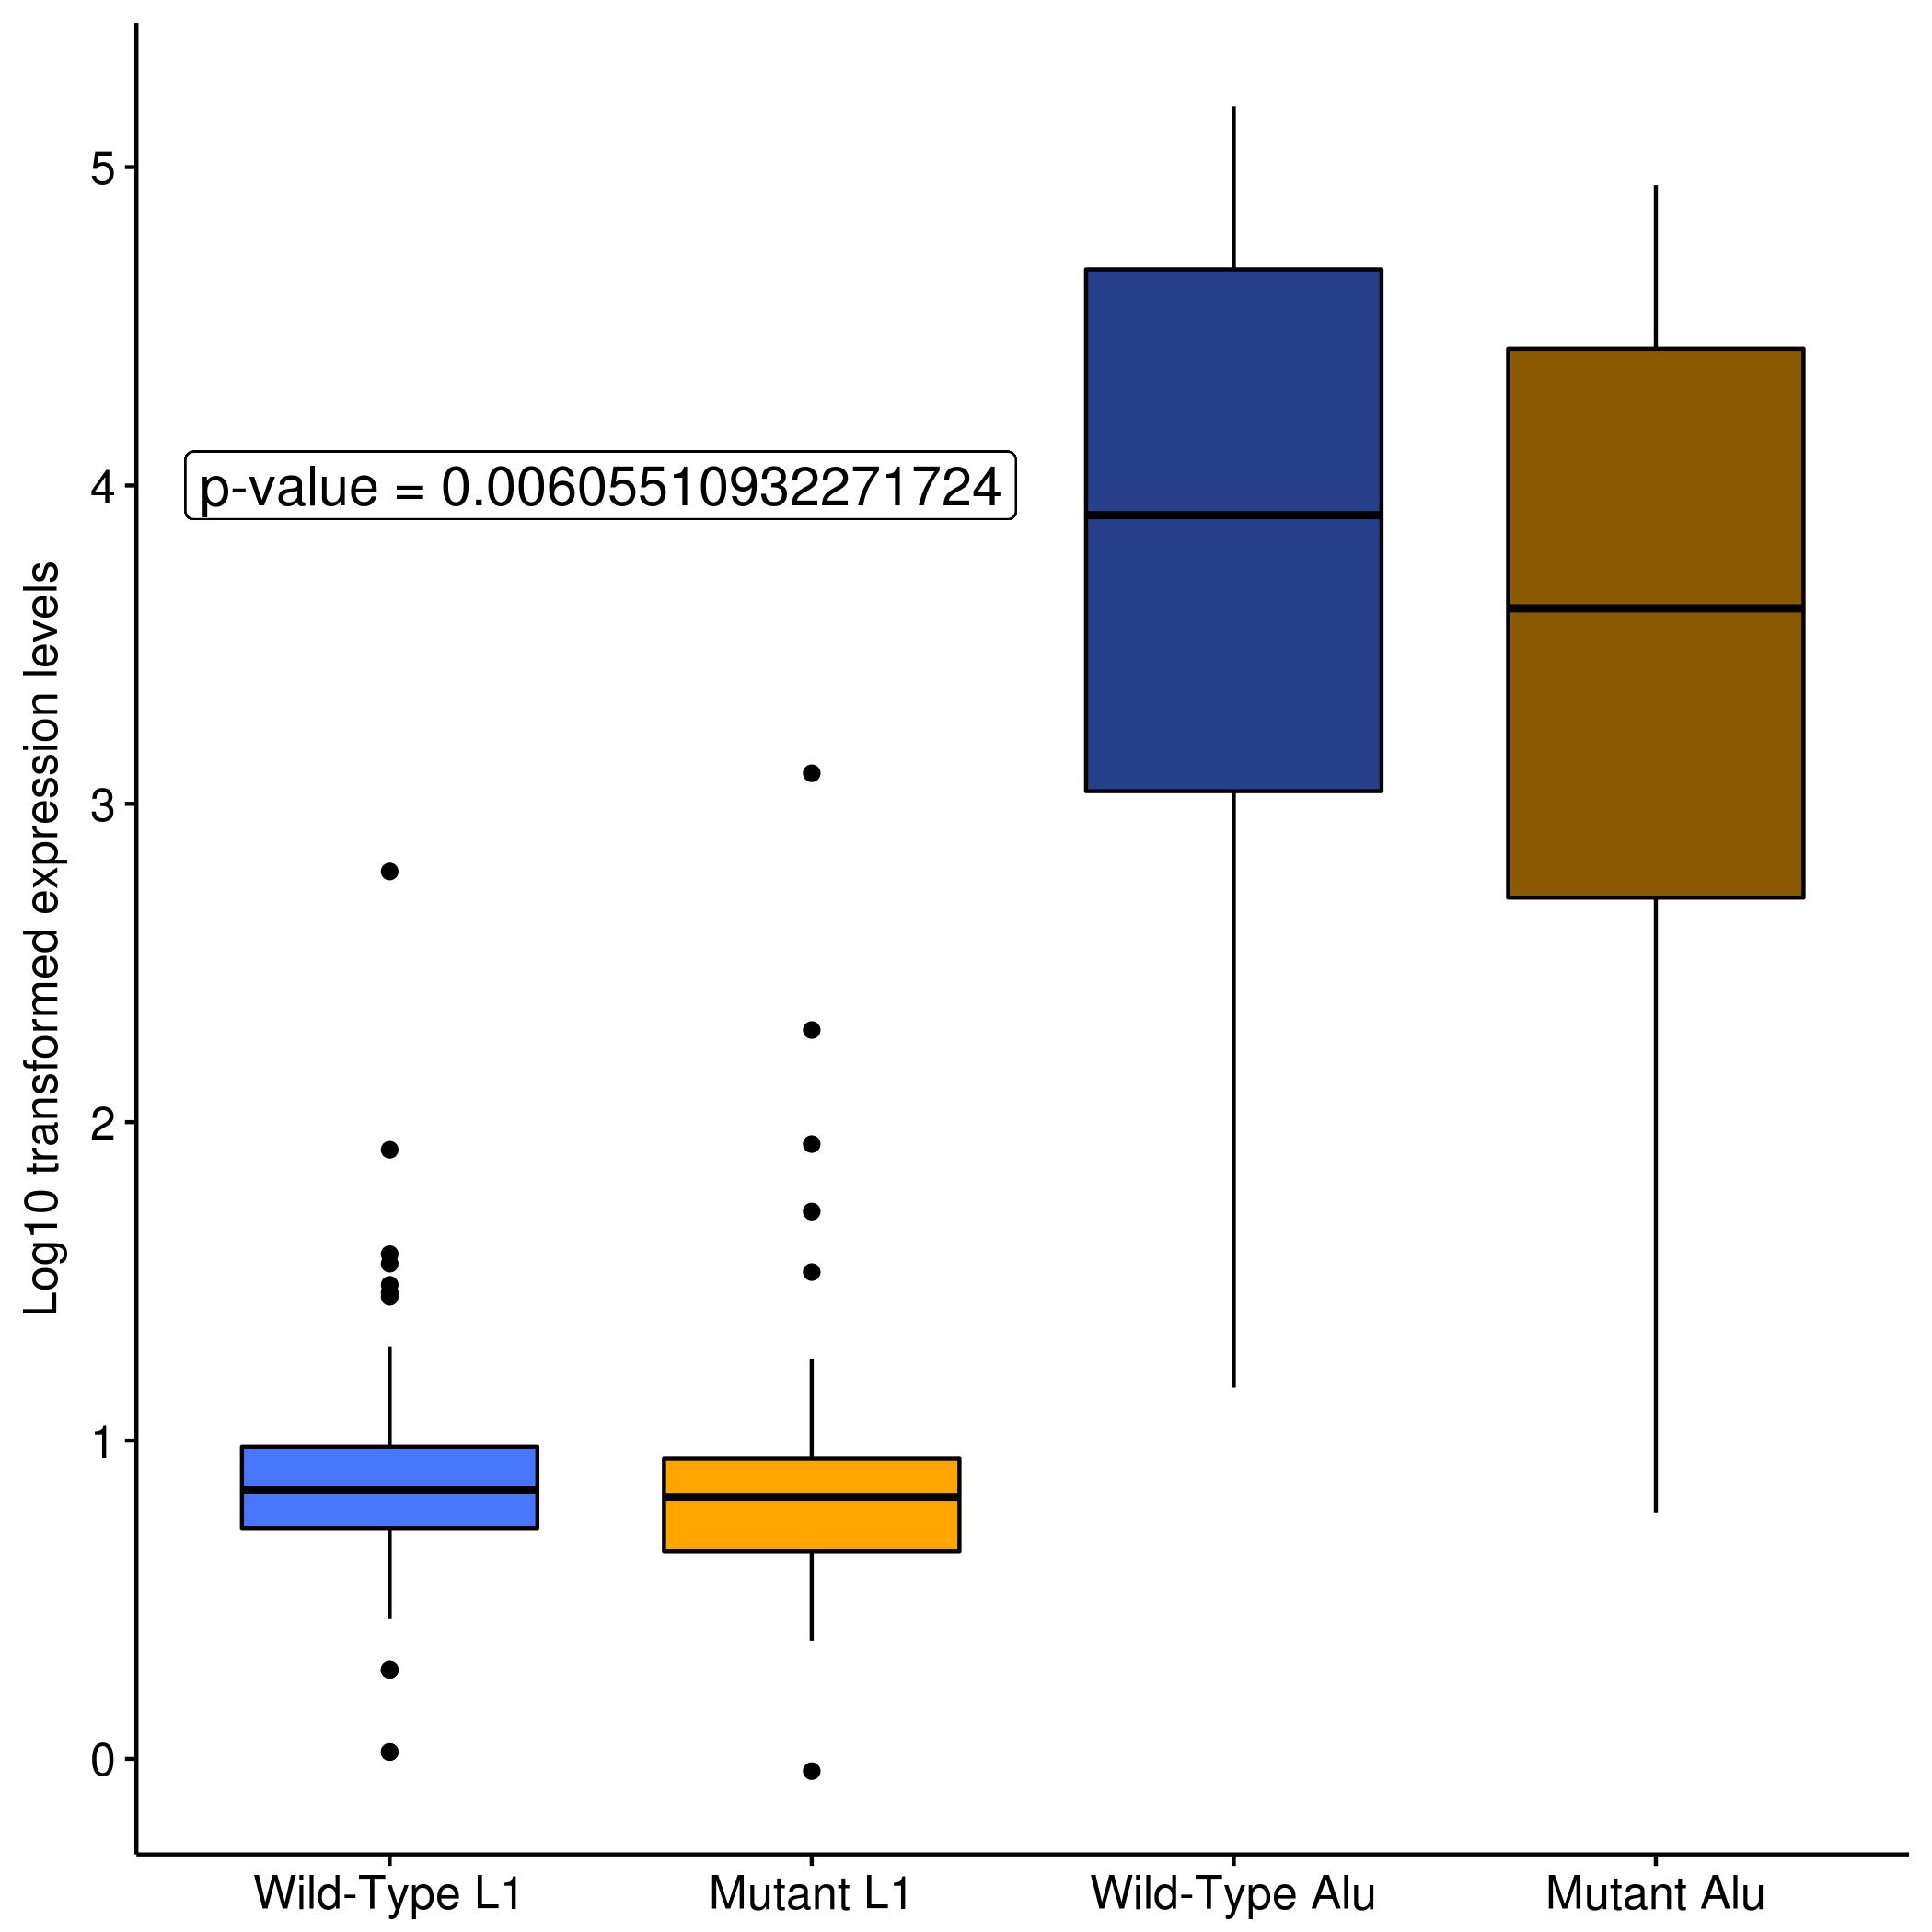 Log10 transformed expression levels
5
4
3
2
1
0
p-value = 0.00605510932271724
Wild-Type L1
Mutant L1
Wild-Type Alu
Mutant Alu